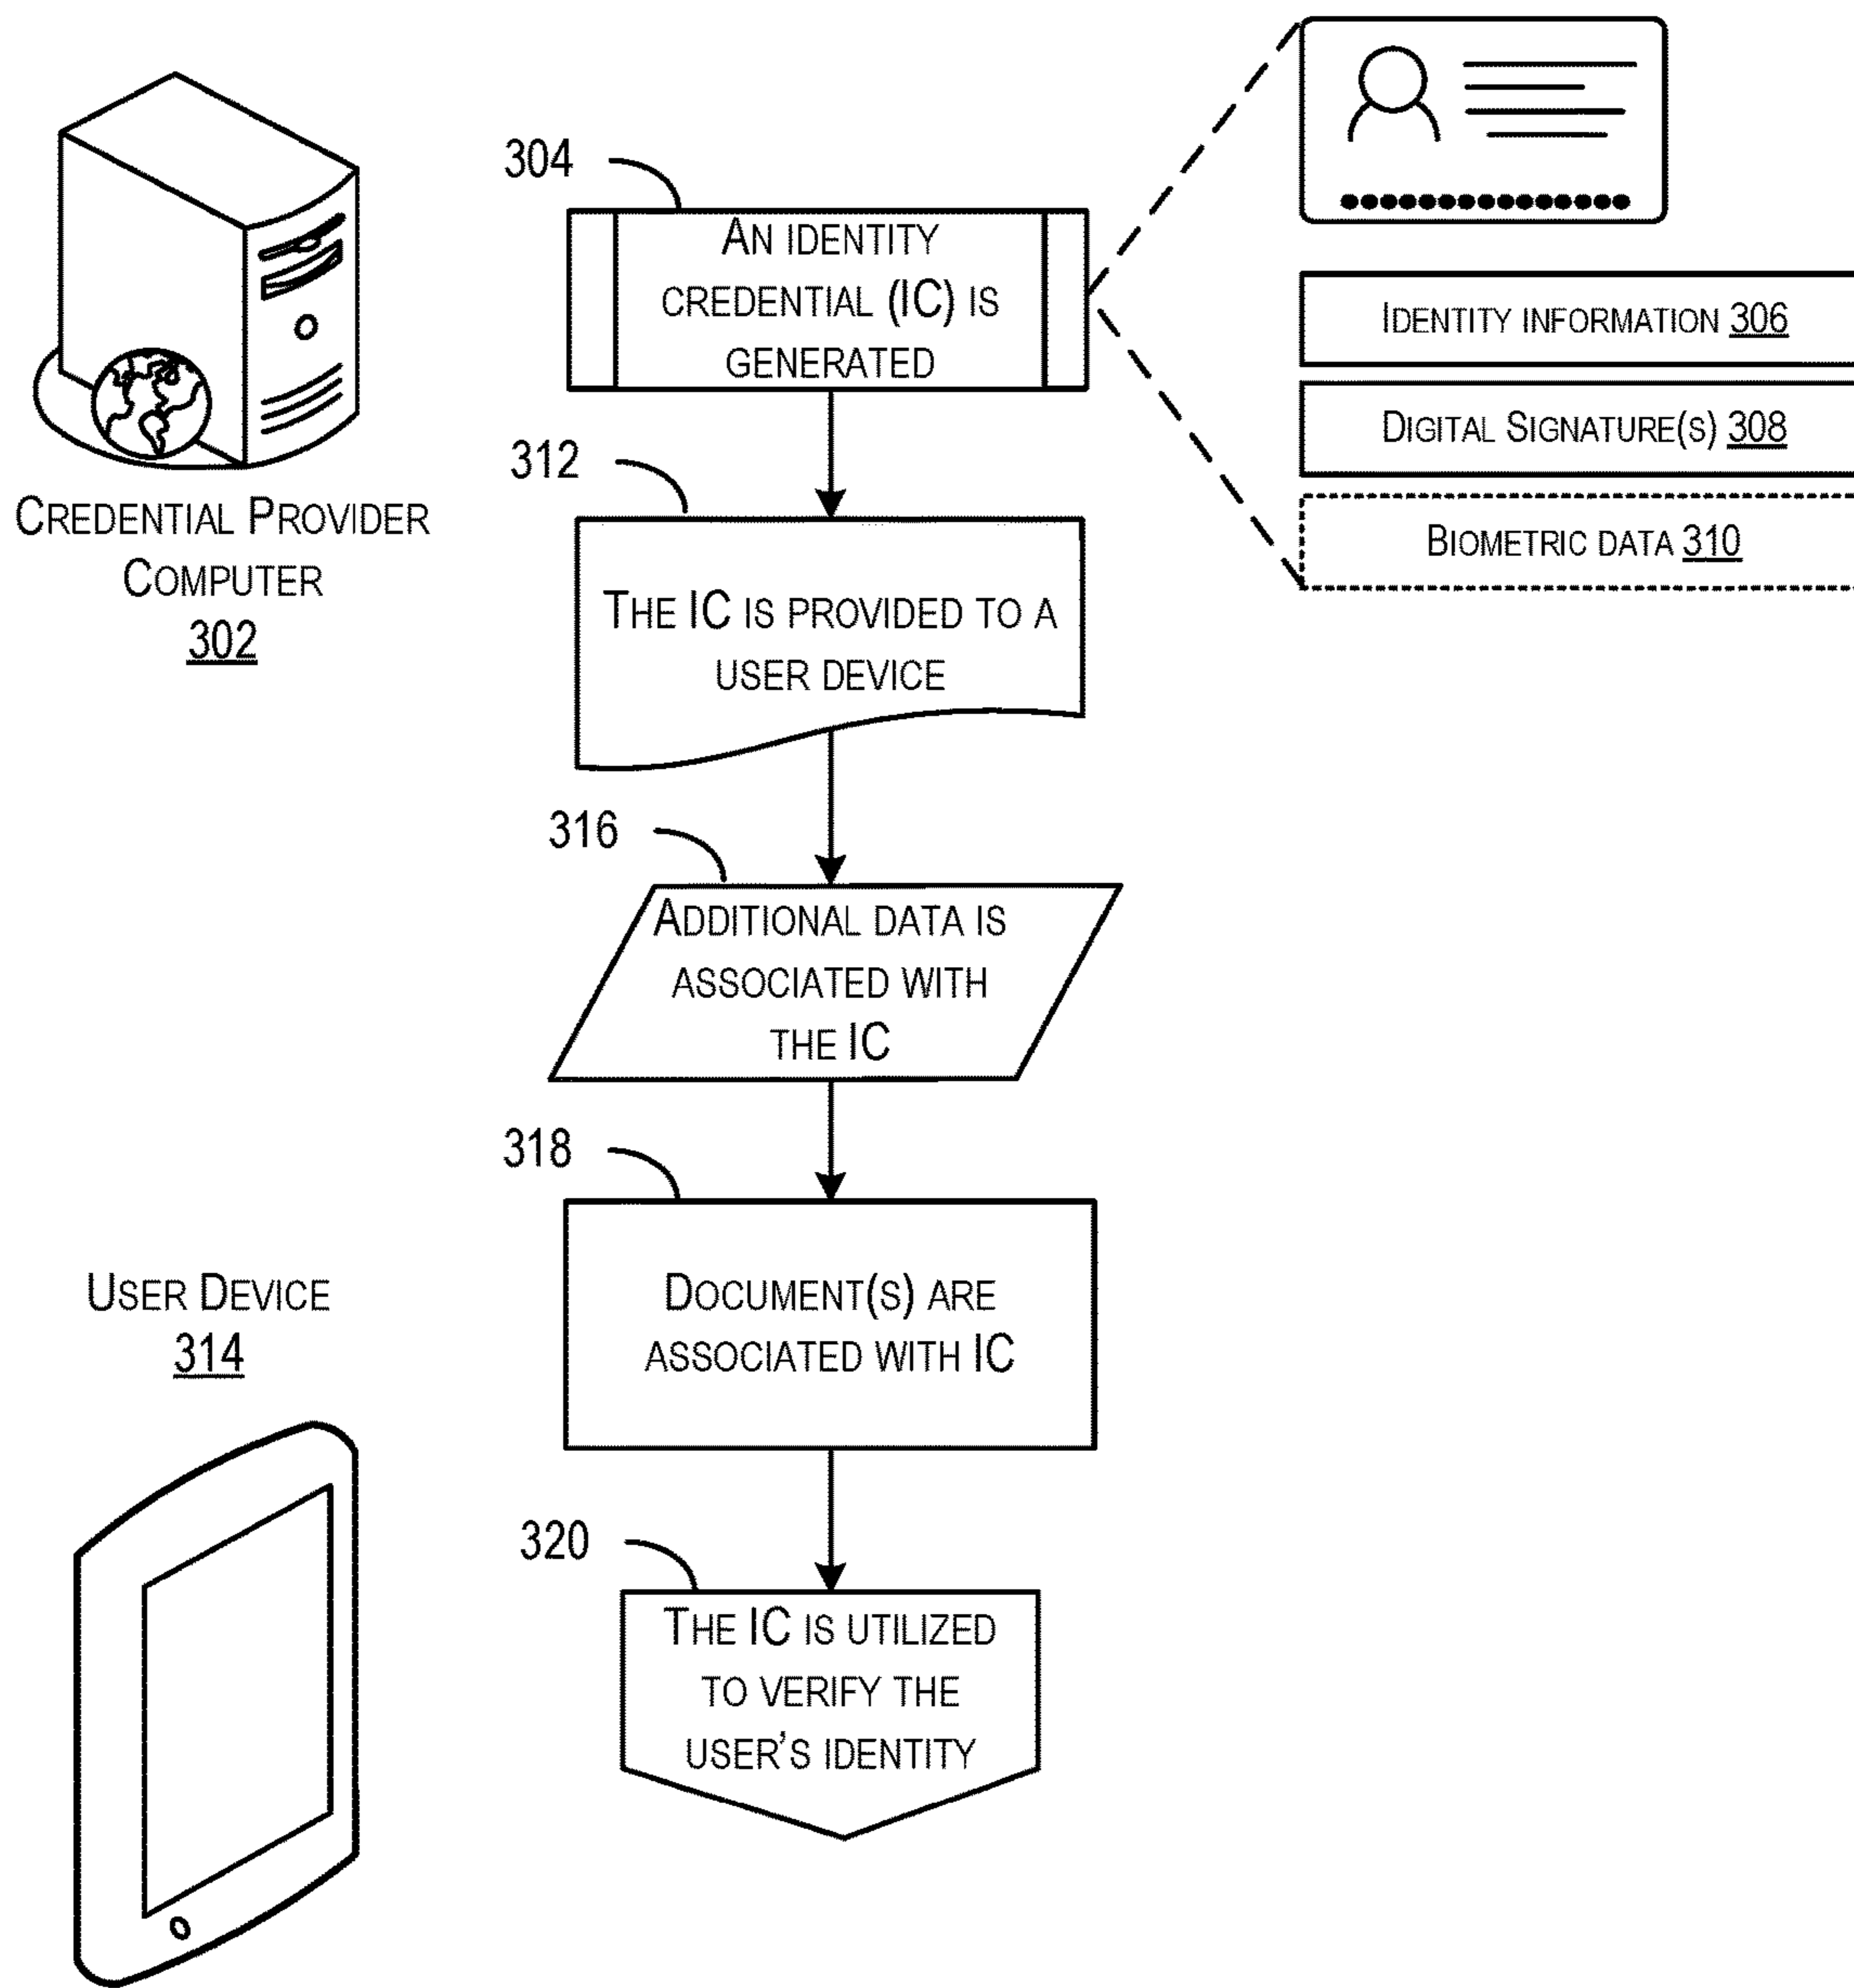 304
AN IDENTITY
CREDENTIAL (IC) IS
GENERATED
IDENTITY INFORMATION 306
DIGITAL SIGNATURE(S) 308
BIOMETRIC DATA 310
CREDENTIAL PROVIDER
COMPUTER
302
312
THE IC IS PROVIDED TO A
USER DEVICE
316
ADDITIONAL DATA IS
ASSOCIATED WITH
THE IC
318
DOCUMENT(S) ARE
ASSOCIATED WITH IC
USER DEVICE
314
320
THE IC IS UTILIZED
TO VERIFY THE
USER'S IDENTITY